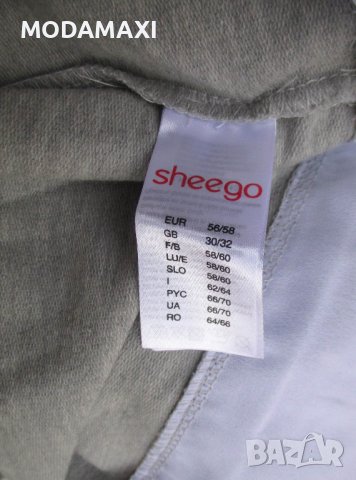 MODAMAXI
sheego
EUR 56/58
GB 30/32
F/B 58/60
LU/E 58/60
SLO 58/60
I 62/64
PYC 66/70
UA 66/70
RO 64/66
BAZAR